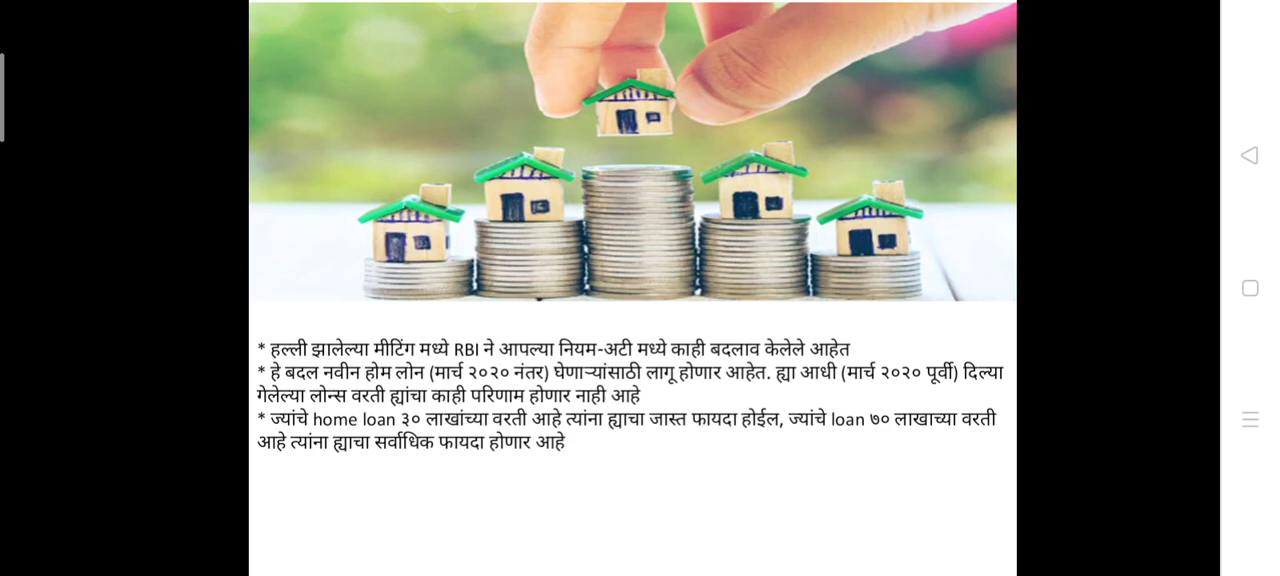 * हल्ली झालेल्या मीटिंग मध्ये RBI ने आपल्या नियम-अटी मध्ये काही बदलाव केलेले आहेत
* हे बदल नवीन होम लोन (मार्च २०२० नंतर) घेणाऱ्यांसाठी लागू होणार आहेत. ह्या आधी (मार्च २०२० पूर्वी) दिल्या
गेलेल्या लोन्स वरती ह्यांचा काही परिणाम होणार नाही आहे
* ज्यांचे home loan ३० लाखांच्या वरती आहे त्यांना ह्याचा जास्त फायदा होईल, ज्यांचे loan ७० लाखाच्या वरती
आहे त्यांना ह्याचा सर्वाधिक फायदा होणार आहे